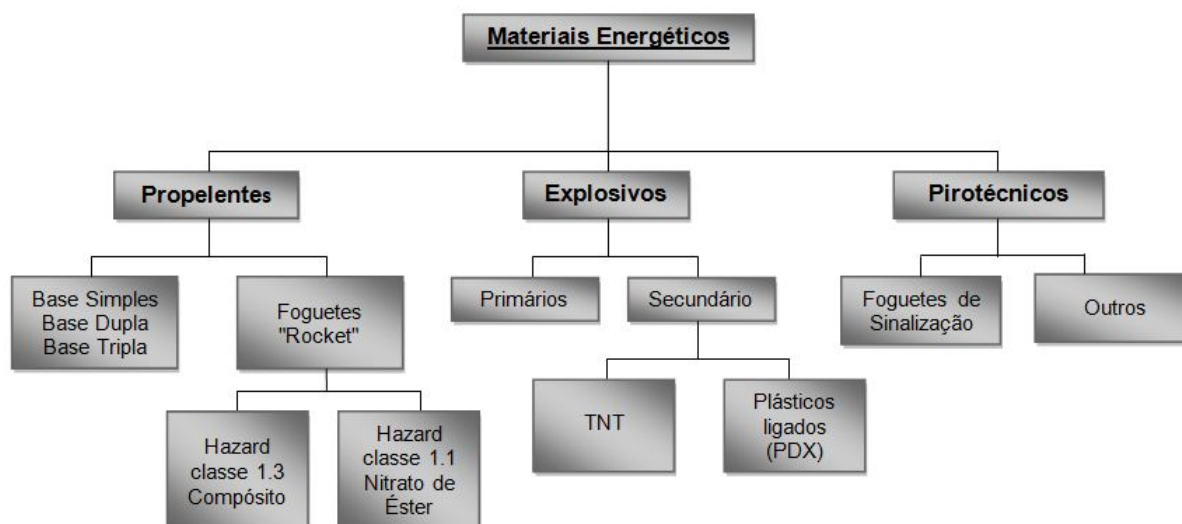 Materiais Energéticos
Propelentes
Explosivos
Pirotécnicos
Base Simples
Base Dupla
Base Tripla
Foguetes
"Rocket"
Primários
Secundário
Foguetes de
Sinalização
Outros
Hazard
classe 1.3
Compósito
Hazard
classe 1.1
Nitrato de
Éster
TNT
Plásticos
ligados
(PDX)